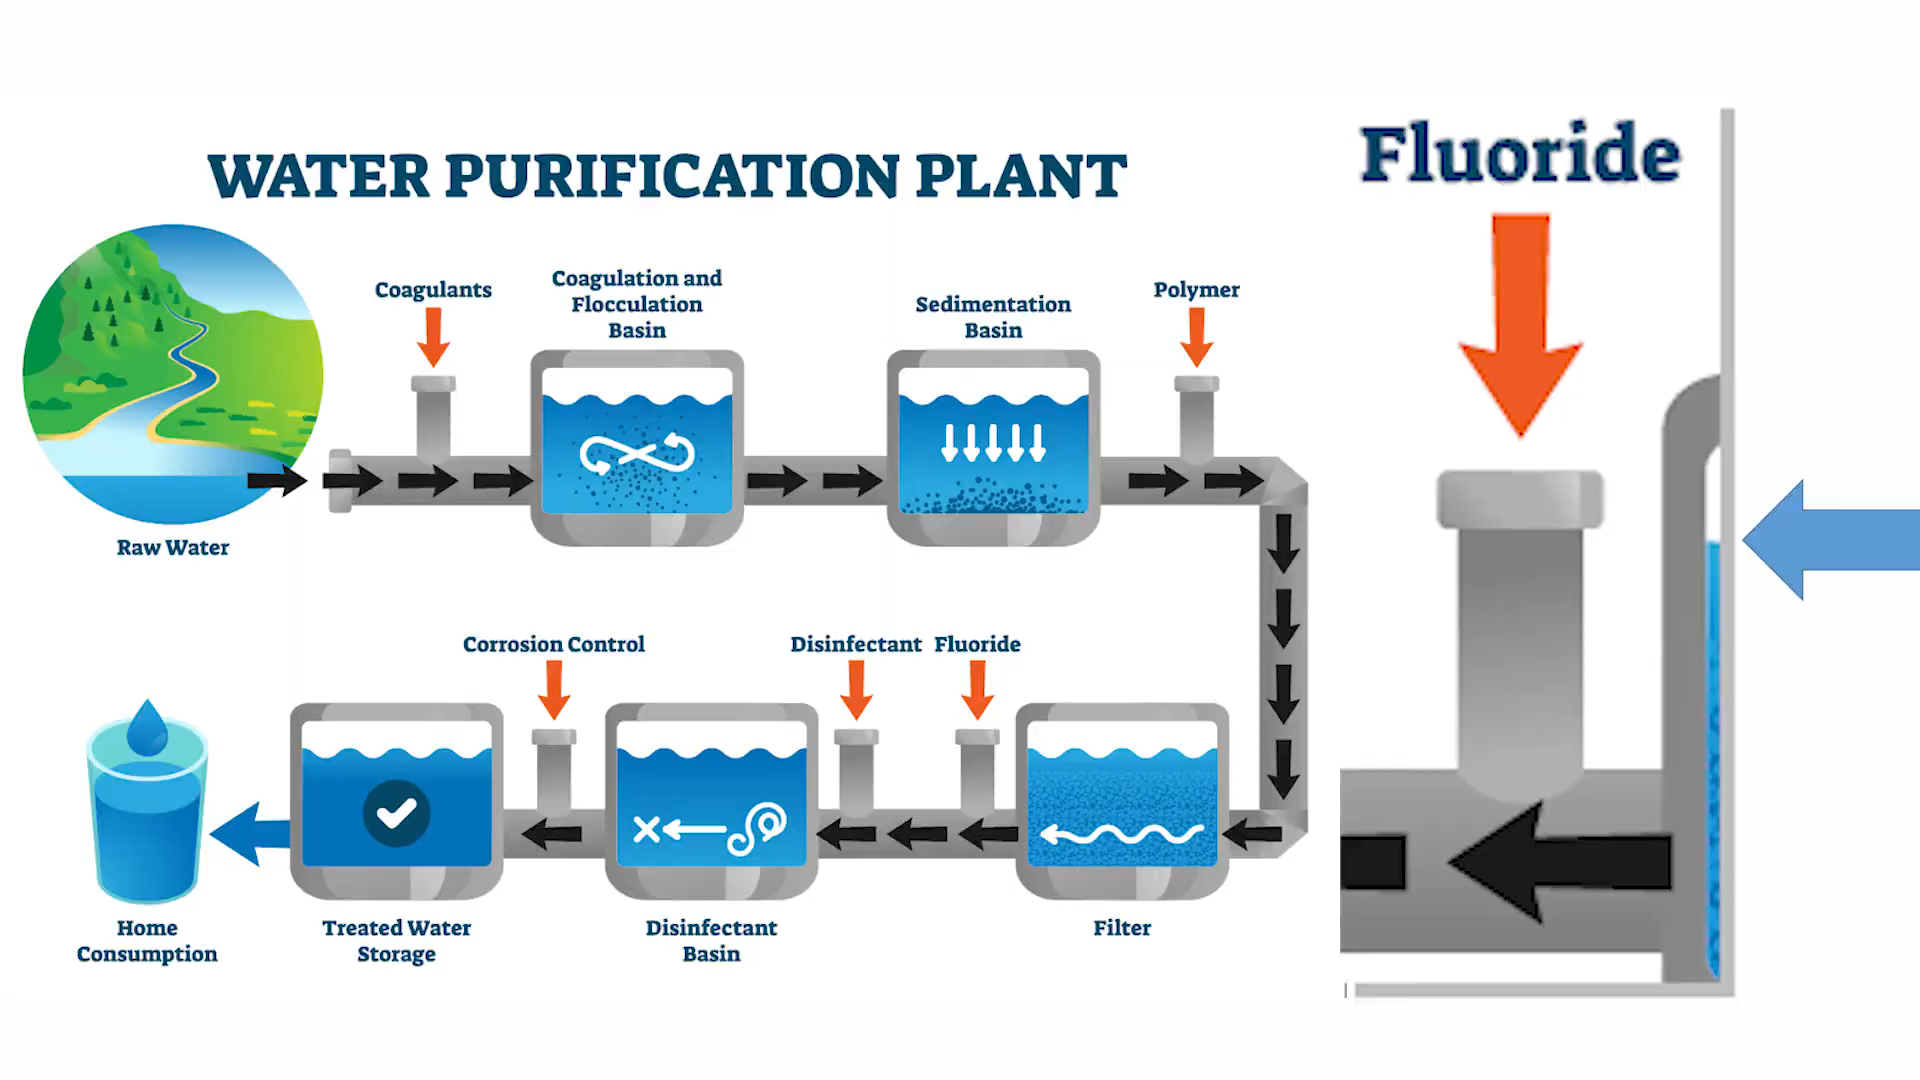 WATER PURIFICATION PLANT
Fluoride
Coagulants
Coagulation and
Flocculation
Basin
Sedimentation
Basin
Polymer
Raw Water
Corrosion Control
Disinfectant
Fluoride
Home
Consumption
Treated Water
Storage
Disinfectant
Basin
Filter